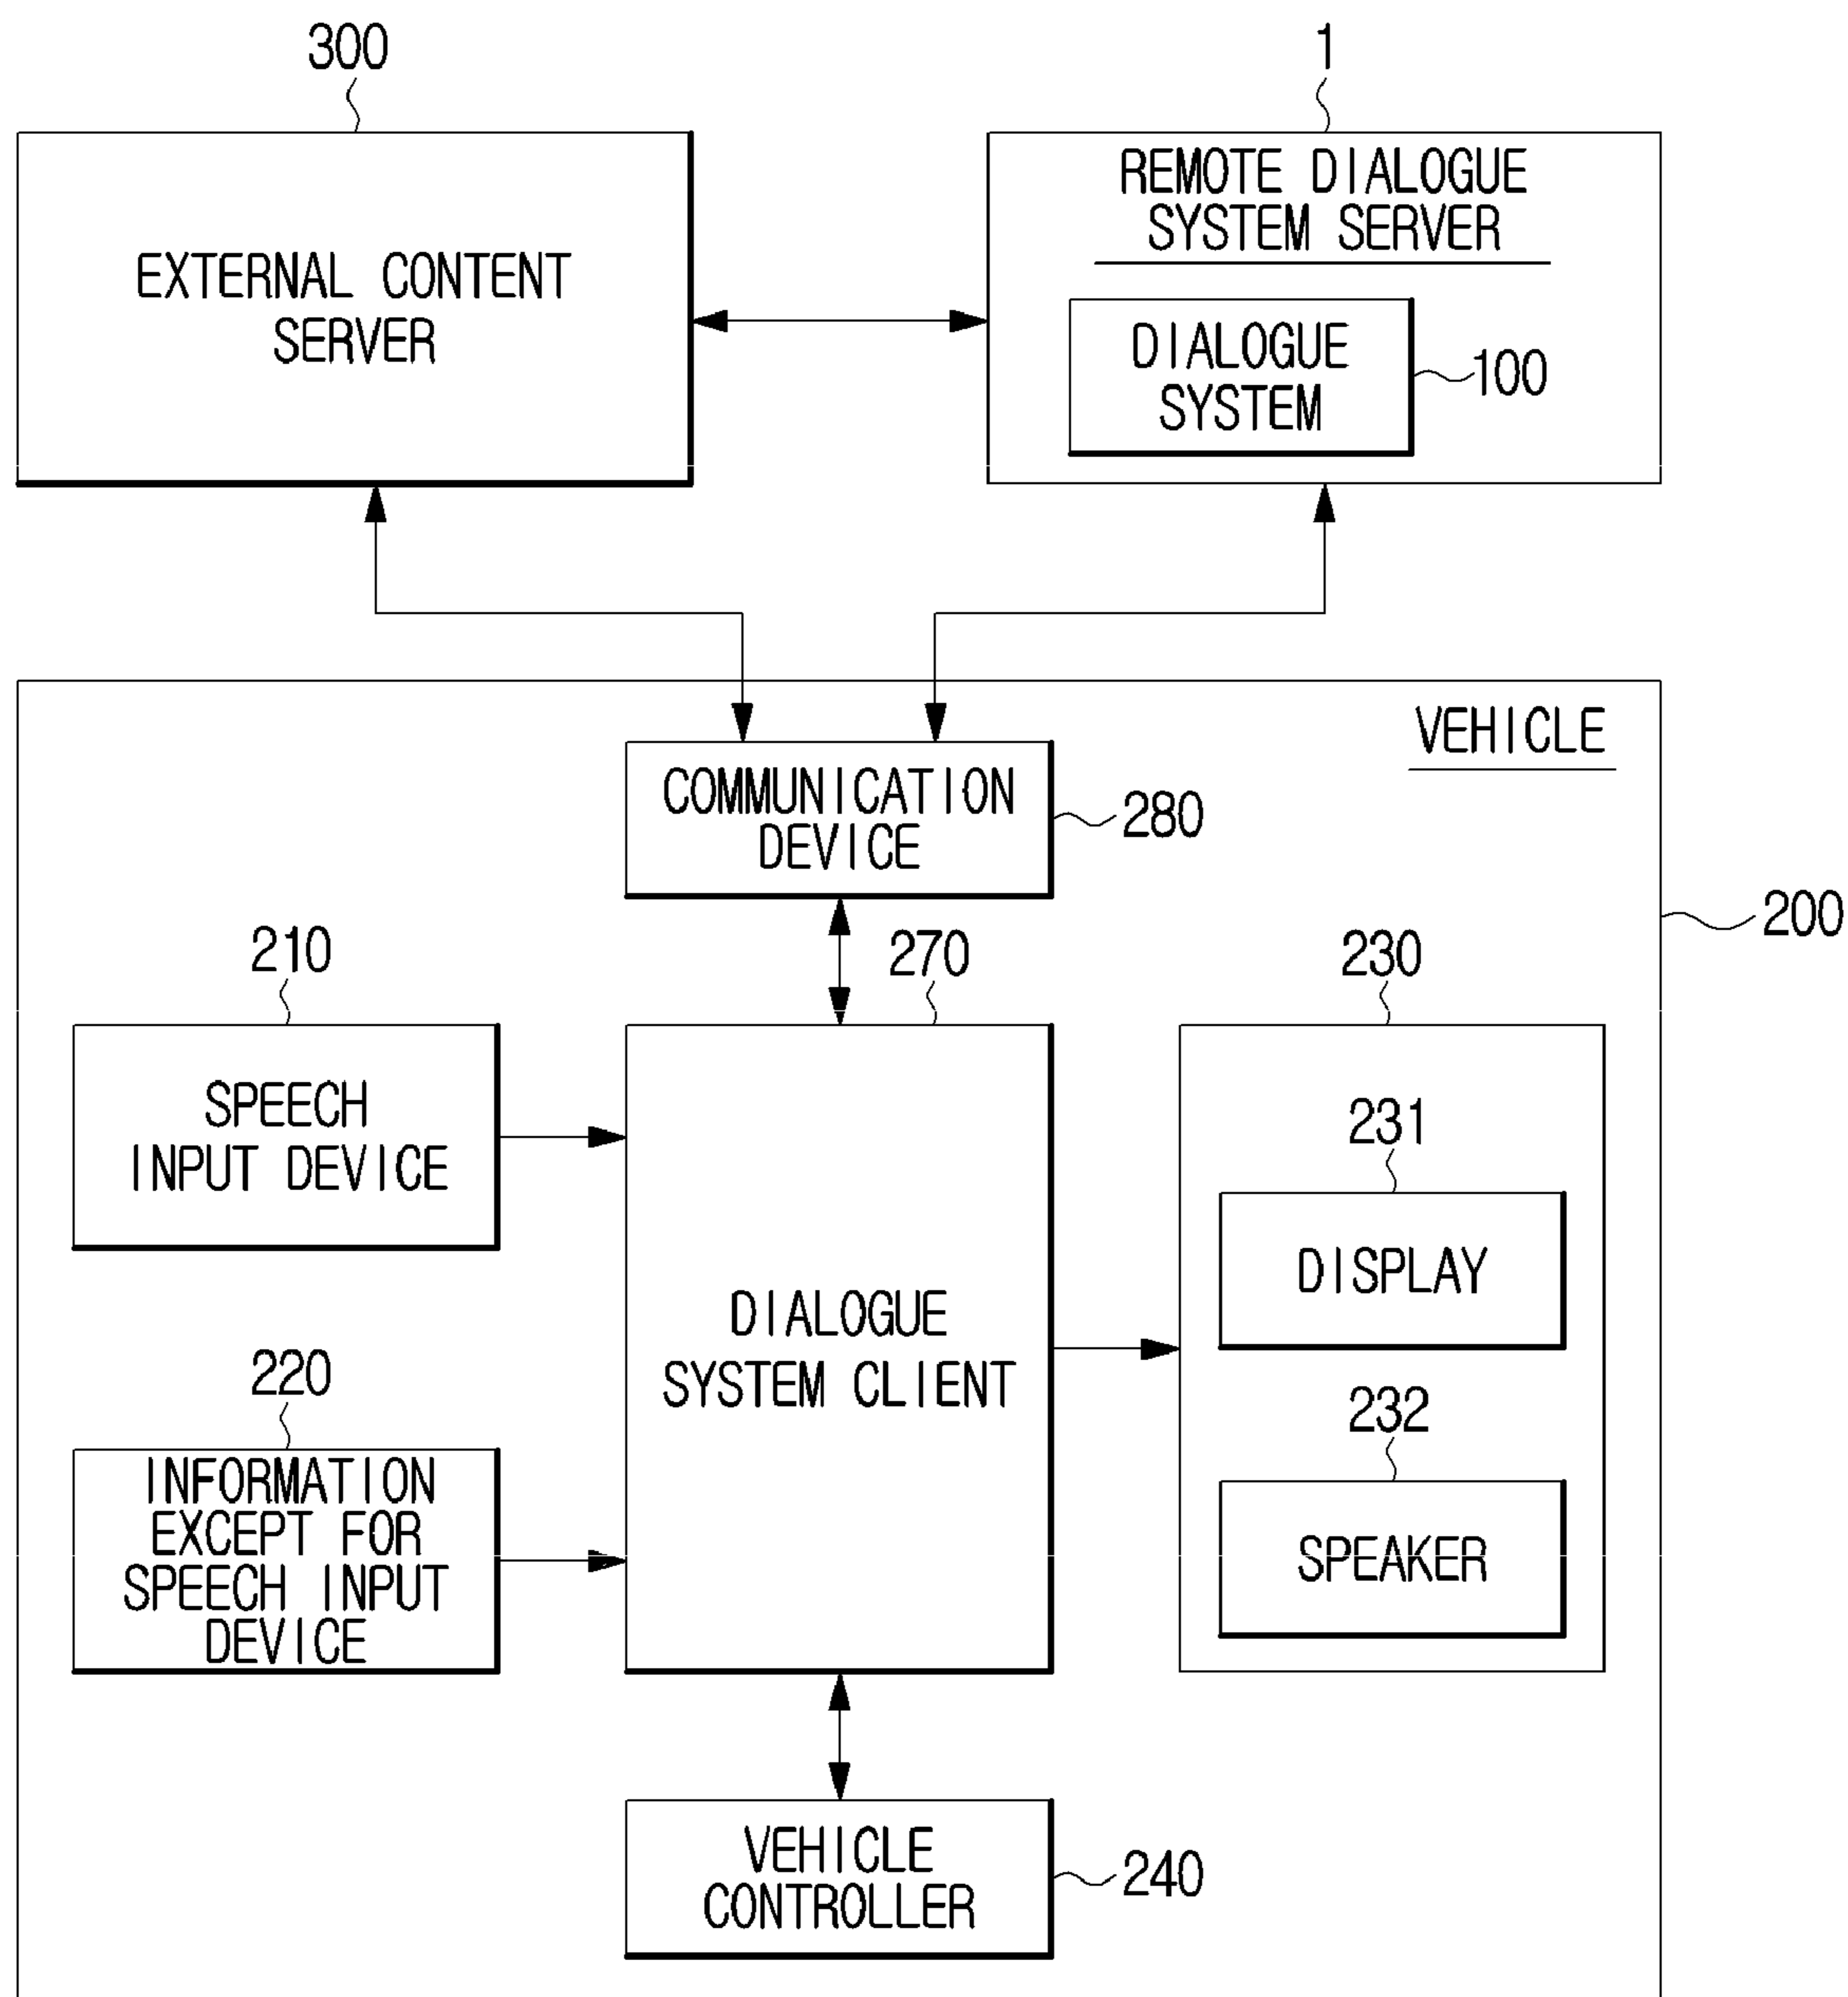 300
1
EXTERNAL CONTENT
SERVER
REMOTE DIALOGUE
SYSTEM SERVER
DIALOGUE
SYSTEM
100
VEHICLE
COMMUNICATION
DEVICE
280
200
210
270
230
SPEECH
INPUT DEVICE
231
DISPLAY
DIALOGUE
SYSTEM CLIENT
220
232
INFORMATION
EXCEPT FOR
SPEECH INPUT
DEVICE
SPEAKER
VEHICLE
CONTROLLER
240